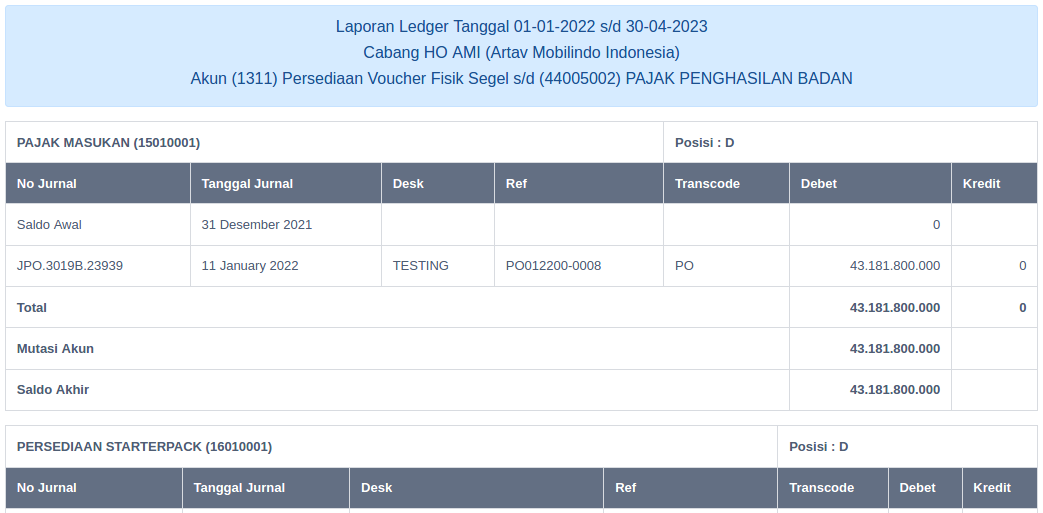 Laporan Ledger Tanggal 01-01-2022 s/d 30-04-2023
Cabang HO AMI (Artav Mobilindo Indonesia)
Akun (1311) Persediaan Voucher Fisik Segel s/d (44005002) PAJAK PENGHASILAN BADAN
PAJAK MASUKAN (15010001) Posisi : D
No Jurnal Tanggal Jurnal Desk Ref Transcode Debet Kredit
Saldo Awal 31 Desember 2021 0
JPO.3019B.23939 11 January 2022 TESTING PO012200-0008 PO 43.181.800.000 0
Total 43.181.800.000 0
Mutasi Akun 43.181.800.000
Saldo Akhir 43.181.800.000
PERSEDIAAN STARTERPACK (16010001) Posisi : D
No Jurnal Tanggal Jurnal Desk Ref Transcode Debet Kredit